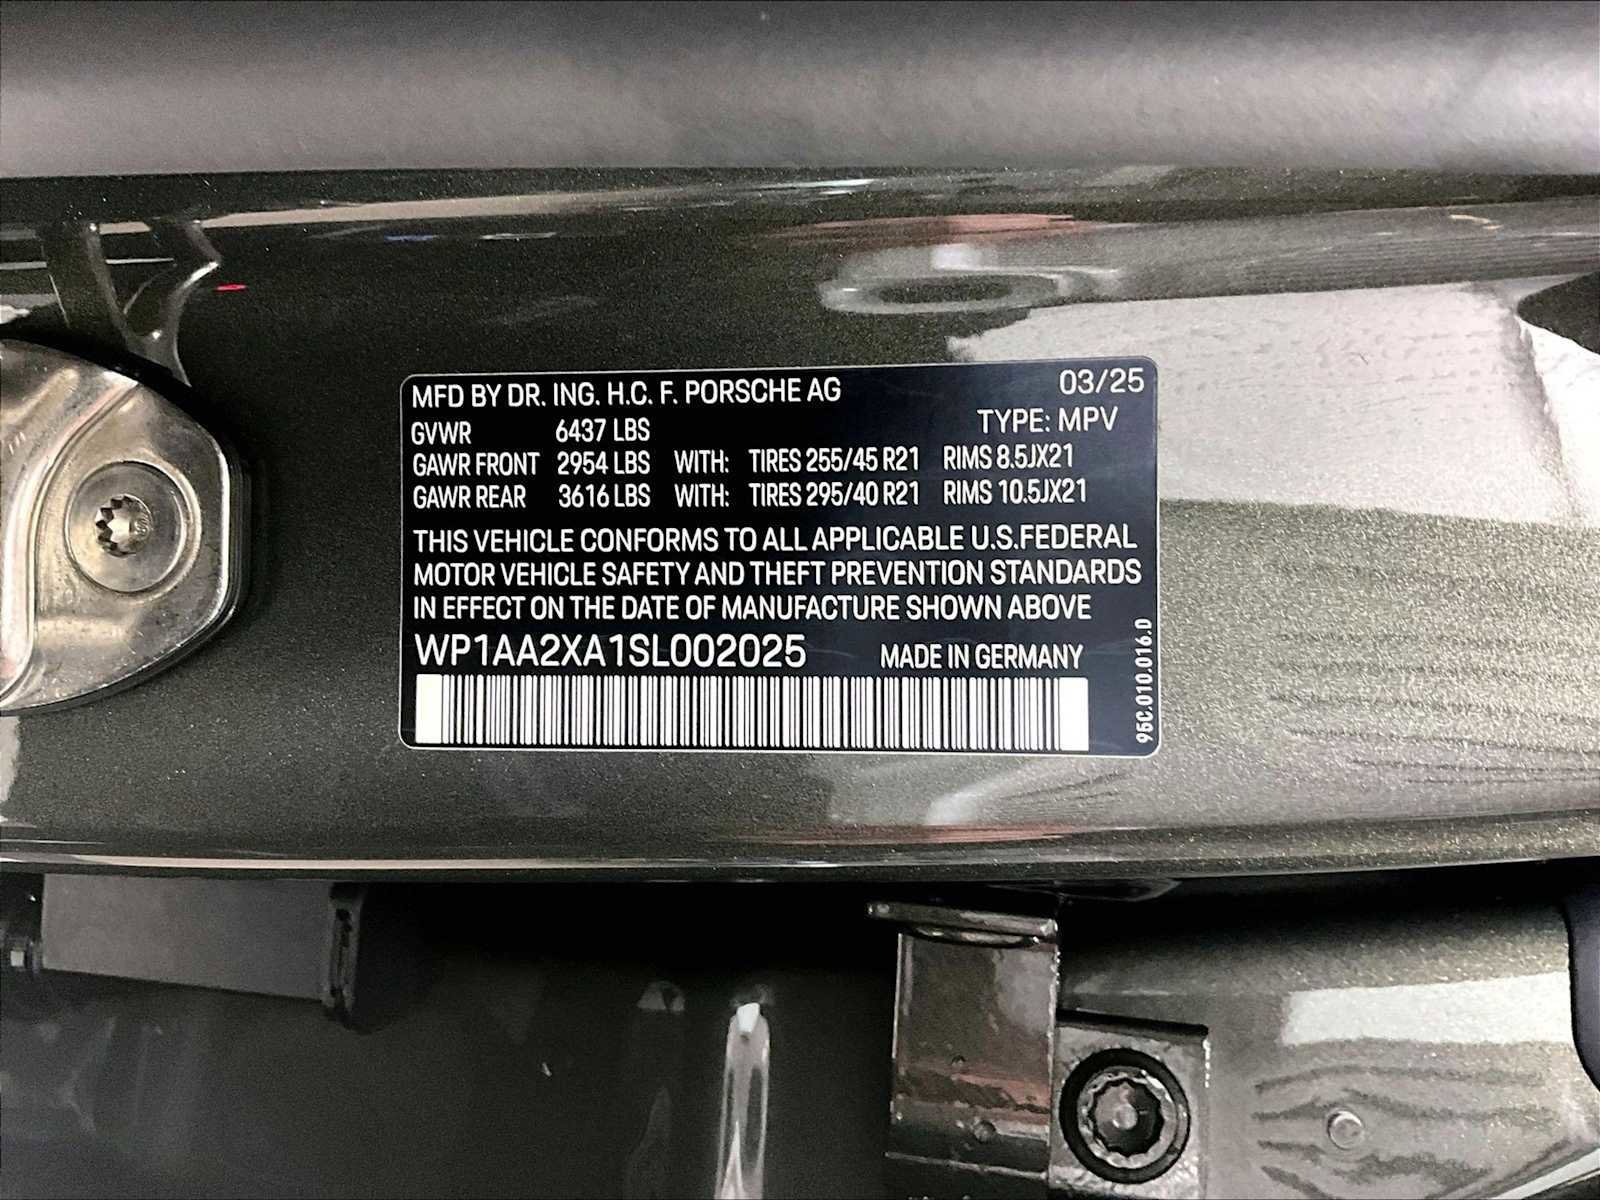 MFD BY DR. ING. H.C. F. PORSCHE AG 03/25
GVWR 6437 LBS TYPE: MPV
GAWR FRONT 2954 LBS WITH: TIRES 255/45 R21 RIMS 8.5JX21
GAWR REAR 3616 LBS WITH: TIRES 295/40 R21 RIMS 10.5JX21
THIS VEHICLE CONFORMS TO ALL APPLICABLE U.S.FEDERAL
MOTOR VEHICLE SAFETY AND THEFT PREVENTION STANDARDS
IN EFFECT ON THE DATE OF MANUFACTURE SHOWN ABOVE
WP1AA2XA1SL002025 MADE IN GERMANY
95C.010.016.D